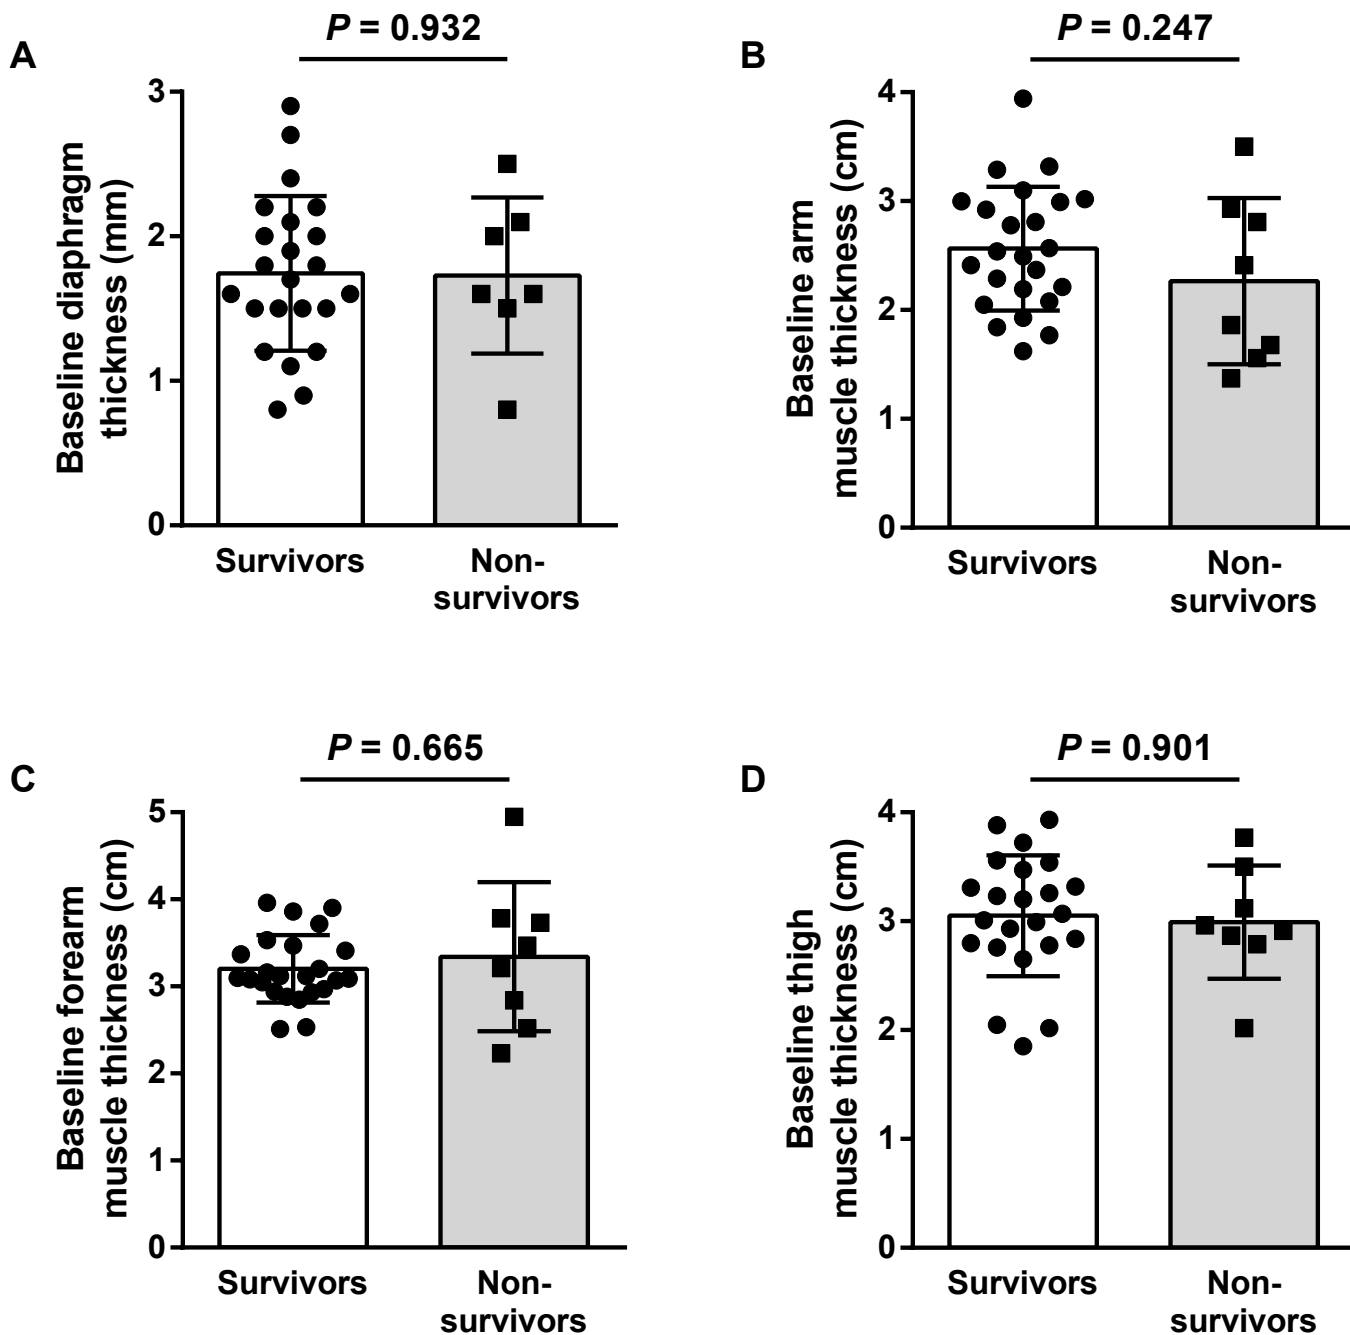 A
P = 0.932
Baseline diaphragm
thickness (mm)
3
2
1
0
Survivors
Non-
survivors
B
P = 0.247
Baseline arm
muscle thickness (cm)
4
3
2
1
0
Survivors
Non-
survivors
C
P = 0.665
Baseline forearm
muscle thickness (cm)
5
4
3
2
1
0
Survivors
Non-
survivors
D
P = 0.901
Baseline thigh
muscle thickness (cm)
4
3
2
1
0
Survivors
Non-
survivors